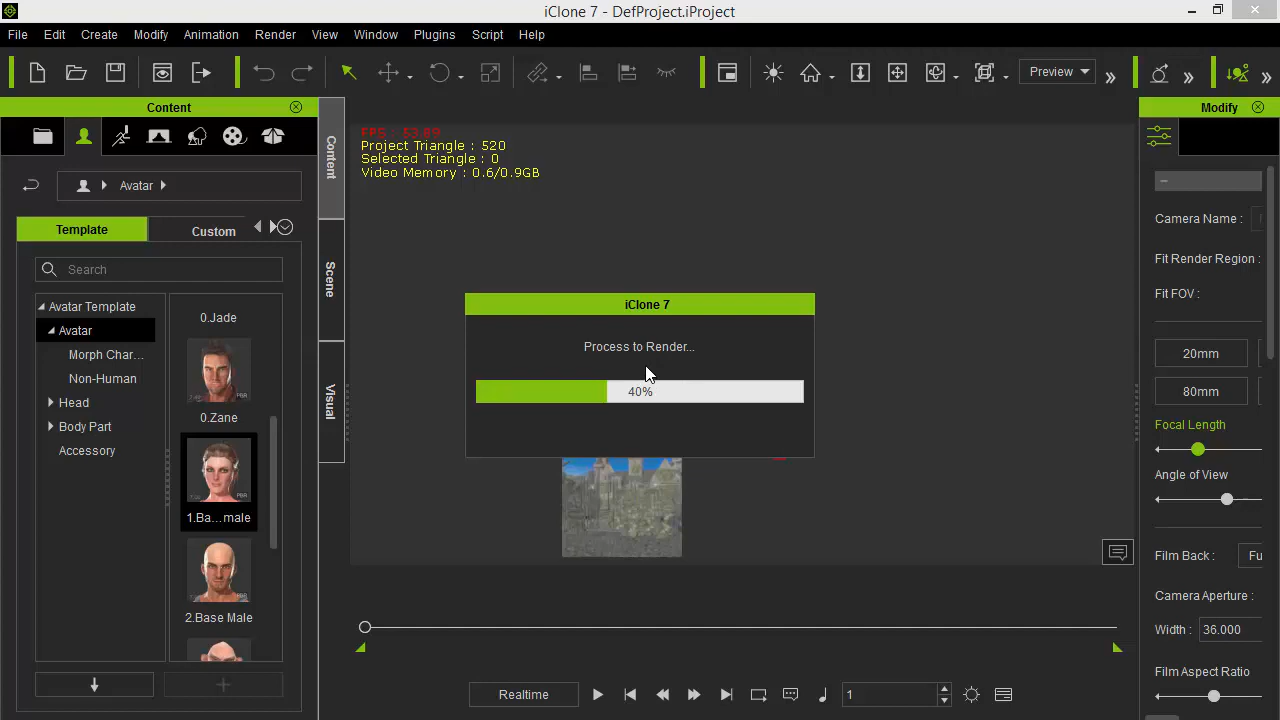 iClone 7 - DefProject.iProject
File Edit Create Modify Animation Render View Window Plugins Script Help
Preview
Content
Avatar
Template Custom
Search
Avatar Template
Avatar
Morph Char...
Non-Human
Head
Body Part
Accessory
0.Jade
0.Zane
1.Ba...male
2.Base Male
Content
Scene
Visual
FPS : 53.89
Project Triangle : 520
Selected Triangle : 0
Video Memory : 0.6/0.9GB
iClone 7
Process to Render...
40%
Realtime
1
Modify
Camera Name :
Fit Render Region :
Fit FOV :
20mm
80mm
Focal Length
Angle of View
Film Back : Fu
Camera Aperture :
Width : 36.000
Film Aspect Ratio